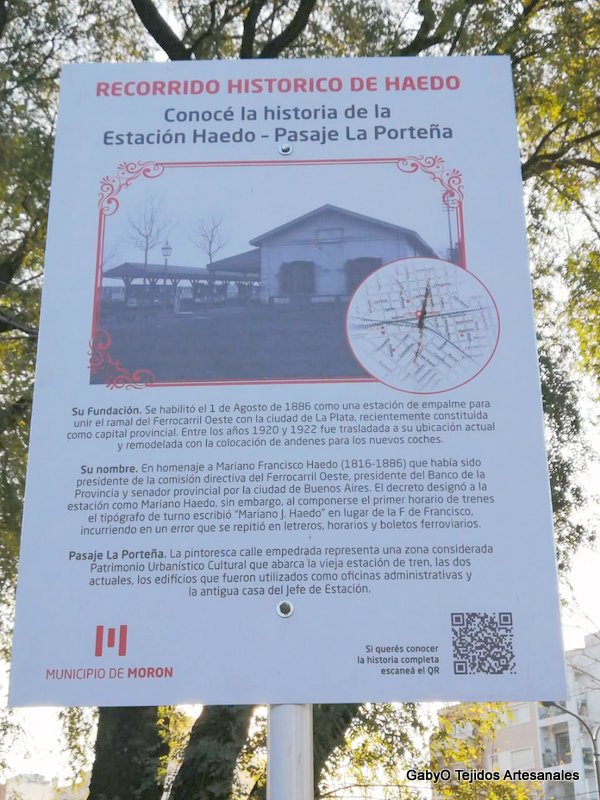 RECORRIDO HISTORICO DE HAEDO
Conocé la historia de la
Estación Haedo - Pasaje La Porteña
Su Fundación. Se habilitó el 1 de Agosto de 1886 como una estación de empalme para
unir el ramal del Ferrocarril Oeste con la ciudad de La Plata, recientemente constituida
como capital provincial. Entre los años 1920 y 1922 fue trasladada a su ubicación actual
y remodelada con la colocación de andenes para los nuevos coches.
Su nombre. En homenaje a Mariano Francisco Haedo (1816-1886) que había sido
presidente de la comisión directiva del Ferrocarril Oeste, presidente del Banco de la
Provincia y senador provincial por la ciudad de Buenos Aires. El decreto designó a la
estación como Mariano Haedo, sin embargo, al componerse el primer horario de trenes
el tipógrafo de turno escribió "Mariano J. Haedo" en lugar de la F de Francisco,
incurriendo en un error que se repitió en letreros, horarios y boletos ferroviarios.
Pasaje La Porteña. La pintoresca calle empedrada representa una zona considerada
Patrimonio Urbanístico Cultural que abarca la vieja estación de tren, las dos
actuales, los edificios que fueron utilizados como oficinas administrativas y
la antigua casa del Jefe de Estación.
MUNICIPIO DE MORON
Si querés conocer
la historia completa
escaneá el QR
GabyO Tejidos Artesanales